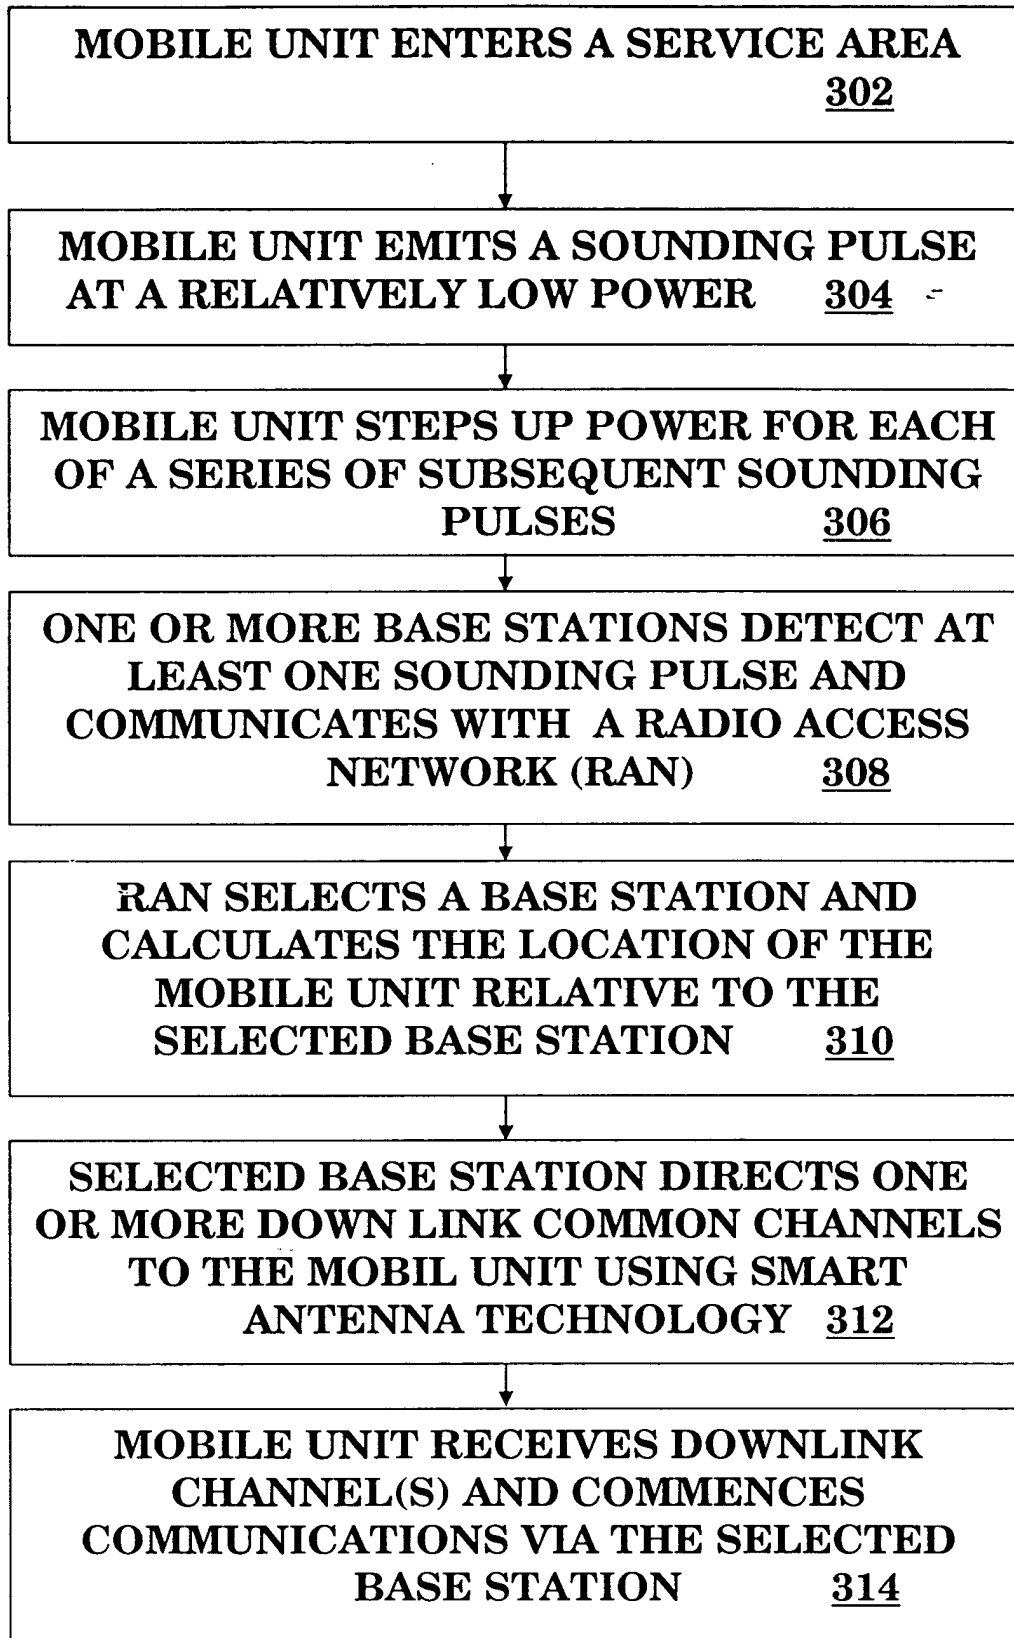 MOBILE UNIT ENTERS A SERVICE AREA
302
MOBILE UNIT EMITS A SOUNDING PULSE
AT A RELATIVELY LOW POWER 304
MOBILE UNIT STEPS UP POWER FOR EACH
OF A SERIES OF SUBSEQUENT SOUNDING
PULSES 306
ONE OR MORE BASE STATIONS DETECT AT
LEAST ONE SOUNDING PULSE AND
COMMUNICATES WITH A RADIO ACCESS
NETWORK (RAN) 308
RAN SELECTS A BASE STATION AND
CALCULATES THE LOCATION OF THE
MOBILE UNIT RELATIVE TO THE
SELECTED BASE STATION 310
SELECTED BASE STATION DIRECTS ONE
OR MORE DOWN LINK COMMON CHANNELS
TO THE MOBIL UNIT USING SMART
ANTENNA TECHNOLOGY 312
MOBILE UNIT RECEIVES DOWNLINK
CHANNEL(S) AND COMMENCES
COMMUNICATIONS VIA THE SELECTED
BASE STATION 314